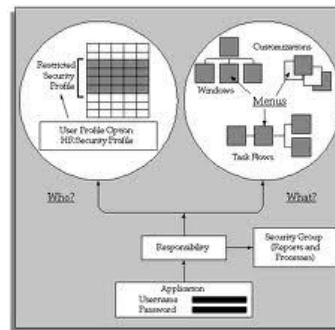 Restricted
Security
Profile
User Profile Option
HR:Security Profile
Customizations
Windows
Menus
Task Flows
Who?
What?
Responsibility
Security Group
(Reports and
Processes)
Application
Username
Password